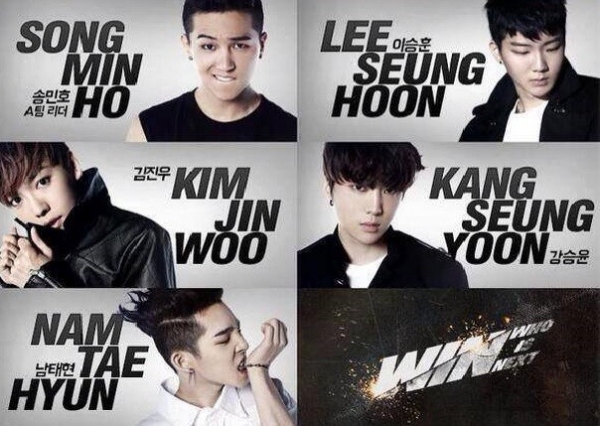 SONG
MIN
송민호
A팀 리더
HO
LEE 이승훈
SEUNG
HOON
김진우 KIM
JIN
WOO
KANG
SEUNG
YOON 강승윤
NAM
남태현 TAE
HYUN
WIN WHO
IS
NEXT